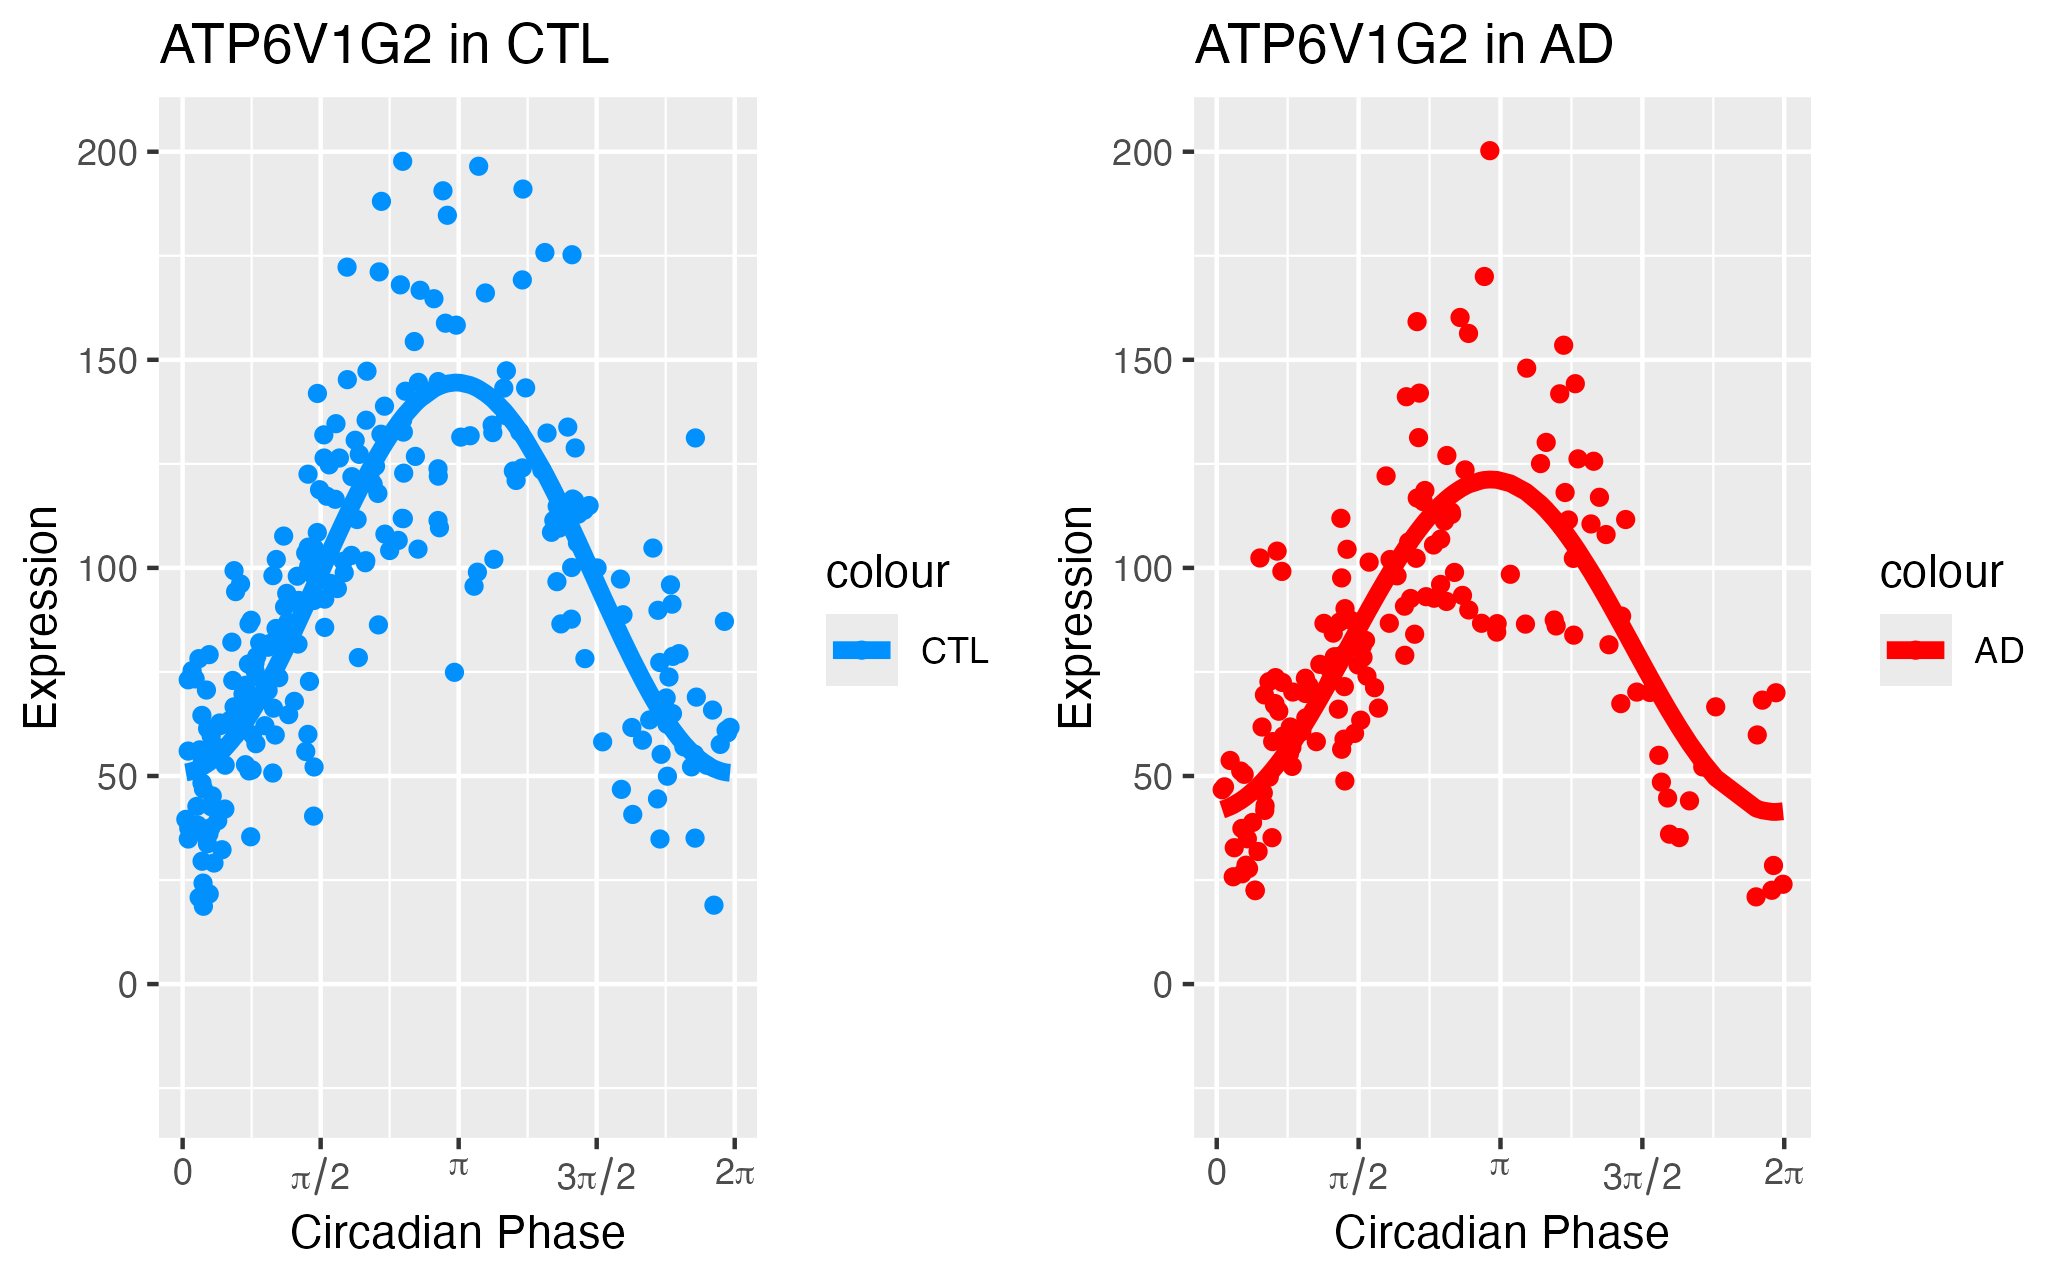 ATP6V1G2 in CTL
200
150
100
50
0
Expression
0 π/2 π 3π/2 2π
Circadian Phase
colour
CTL
ATP6V1G2 in AD
200
150
100
50
0
Expression
0 π/2 π 3π/2 2π
Circadian Phase
colour
AD